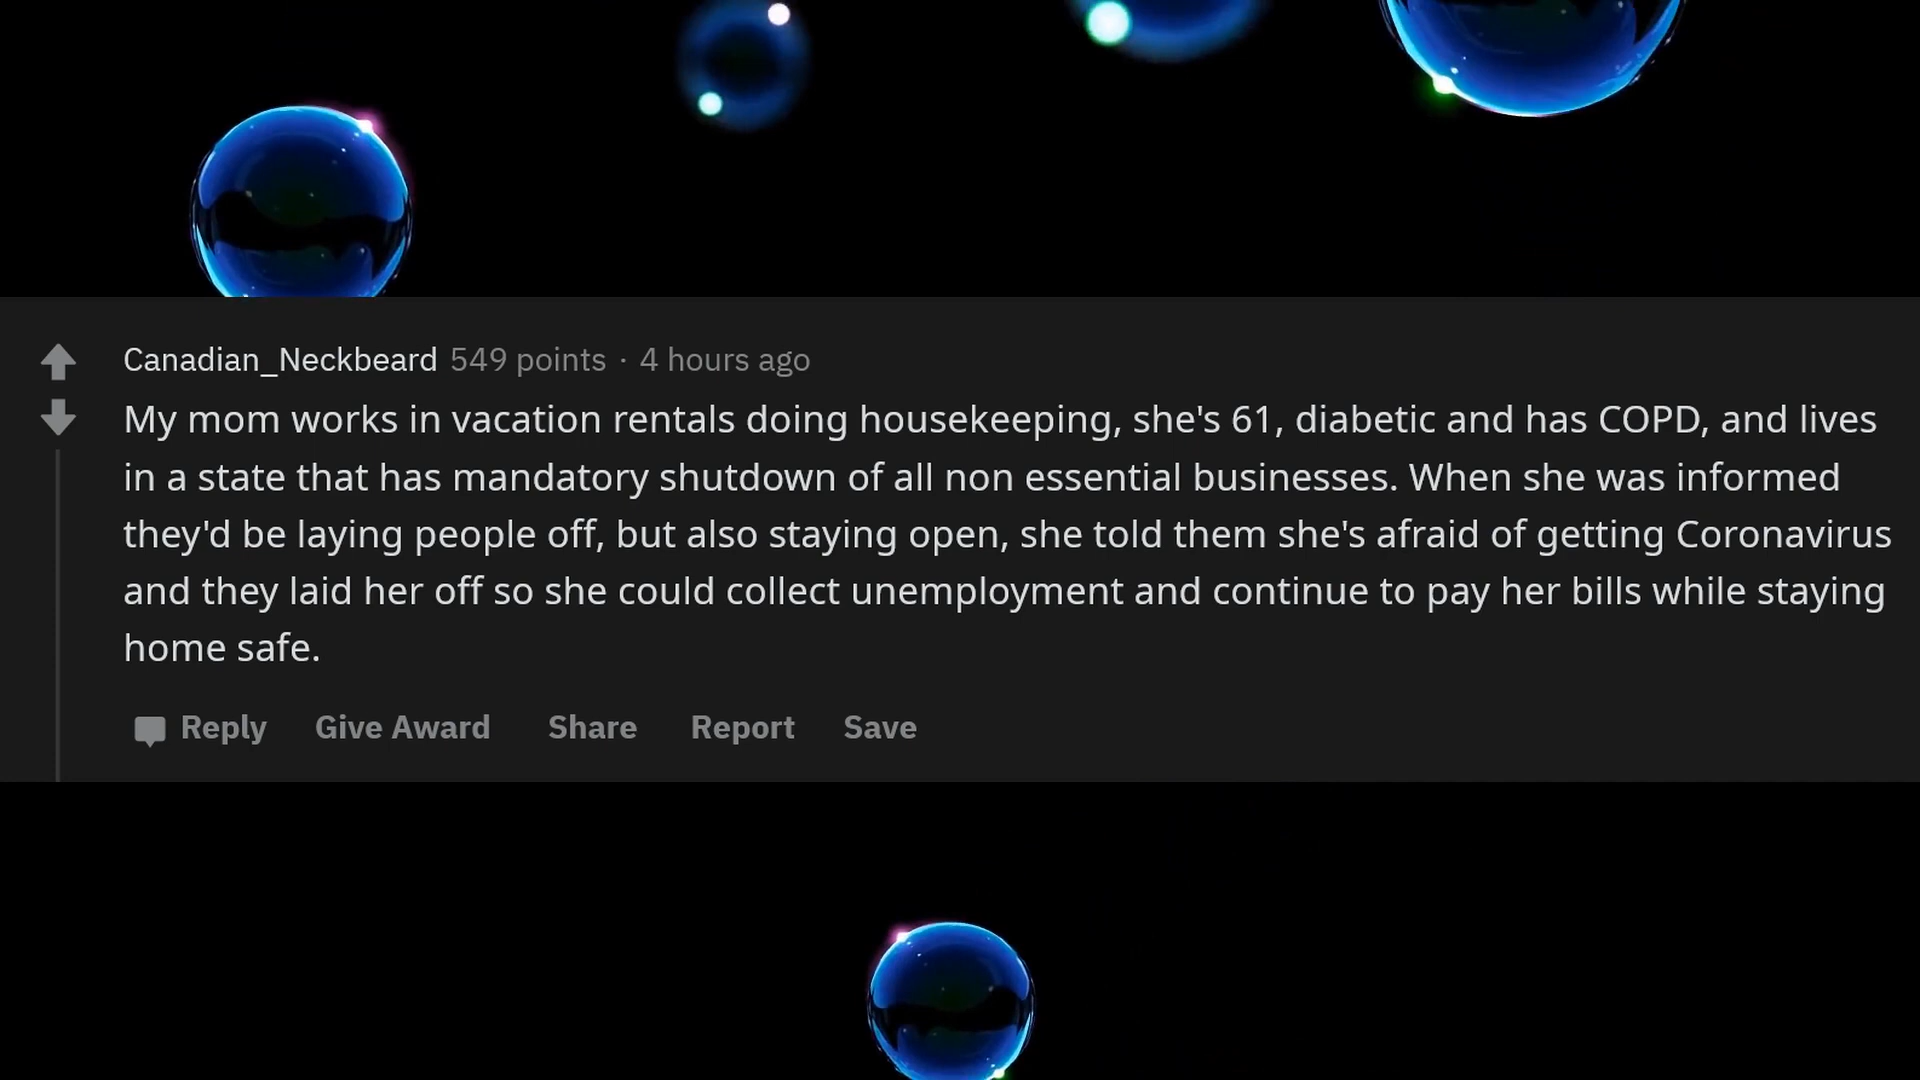 Canadian_Neckbeard 549 points · 4 hours ago
My mom works in vacation rentals doing housekeeping, she's 61, diabetic and has COPD, and lives
in a state that has mandatory shutdown of all non essential businesses. When she was informed
they'd be laying people off, but also staying open, she told them she's afraid of getting Coronavirus
and they laid her off so she could collect unemployment and continue to pay her bills while staying
home safe.
Reply Give Award Share Report Save